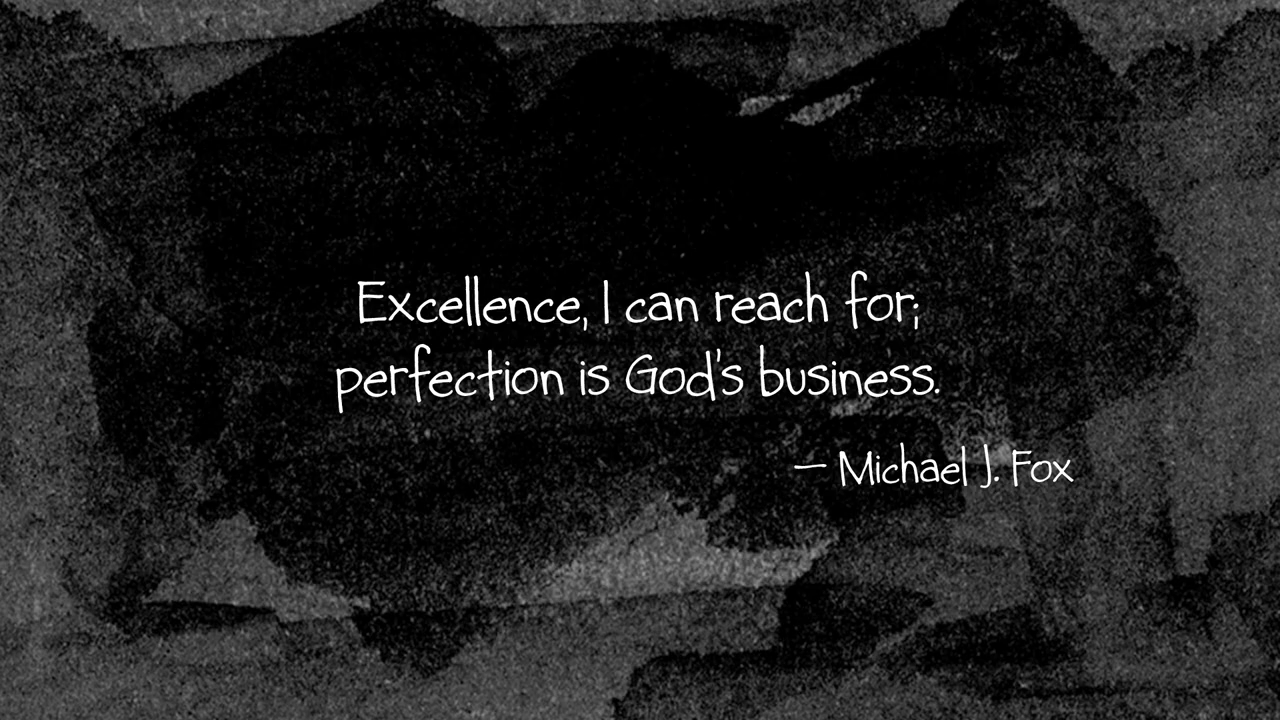 Excellence, I can reach for;
perfection is God's business.
— Michael J. Fox